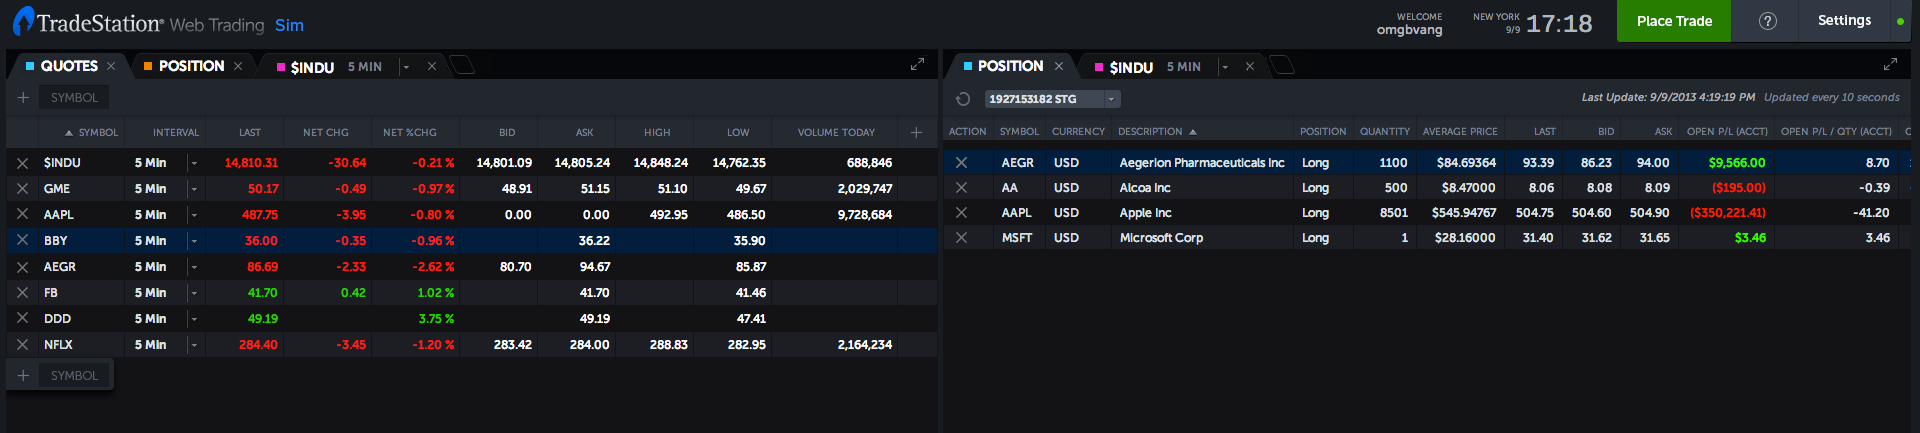 TradeStation® Web Trading Sim
WELCOME
omgbvang
NEW YORK
9/9
17:18
Place Trade
?
Settings
QUOTES
POSITION
$INDU 5 MIN
SYMBOL
SYMBOL INTERVAL LAST NET CHG NET %CHG BID ASK HIGH LOW VOLUME TODAY
$INDU 5 Min 14,810.31 -30.64 -0.21 % 14,801.09 14,805.24 14,848.24 14,762.35 688,846
GME 5 Min 50.17 -0.49 -0.97 % 48.91 51.15 51.10 49.67 2,029,747
AAPL 5 Min 487.75 -3.95 -0.80 % 0.00 0.00 492.95 486.50 9,728,684
BBY 5 Min 36.00 -0.35 -0.96 % 36.22 35.90
AEGR 5 Min 86.69 -2.33 -2.62 % 80.70 94.67 85.87
FB 5 Min 41.70 0.42 1.02 % 41.70 41.46
DDD 5 Min 49.19 3.75 % 49.19 47.41
NFLX 5 Min 284.40 -3.45 -1.20 % 283.42 284.00 288.83 282.95 2,164,234
SYMBOL
POSITION
$INDU 5 MIN
1927153182 STG
Last Update: 9/9/2013 4:19:19 PM Updated every 10 seconds
ACTION SYMBOL CURRENCY DESCRIPTION POSITION QUANTITY AVERAGE PRICE LAST BID ASK OPEN P/L (ACCT) OPEN P/L / QTY (ACCT)
AEGR USD Aegerion Pharmaceuticals Inc Long 1100 $84.69364 93.39 86.23 94.00 $9,566.00 8.70
AA USD Alcoa Inc Long 500 $8.47000 8.06 8.08 8.09 ($195.00) -0.39
AAPL USD Apple Inc Long 8501 $545.94767 504.75 504.60 504.90 ($350,221.41) -41.20
MSFT USD Microsoft Corp Long 1 $28.16000 31.40 31.62 31.65 $3.46 3.46